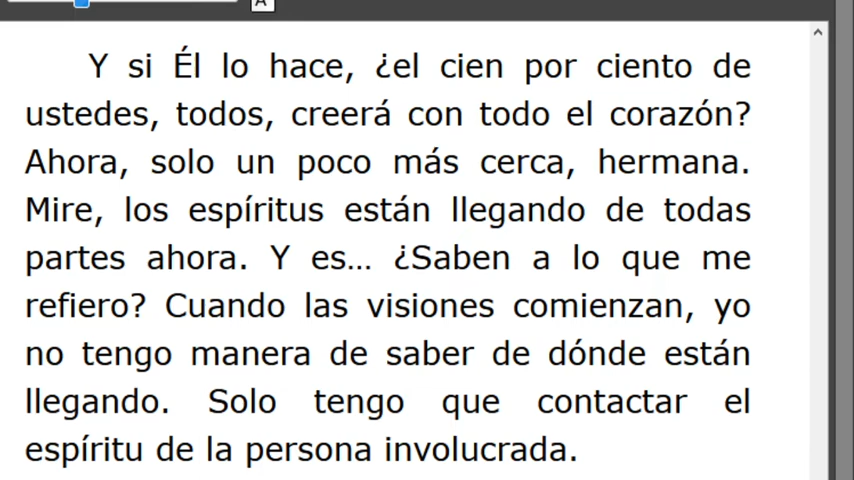 A
Y si Él lo hace, ¿el cien por ciento de
ustedes, todos, creerá con todo el corazón?
Ahora, solo un poco más cerca, hermana.
Mire, los espíritus están llegando de todas
partes ahora. Y es... ¿Saben a lo que me
refiero? Cuando las visiones comienzan, yo
no tengo manera de saber de dónde están
llegando. Solo tengo que contactar el
espíritu de la persona involucrada.